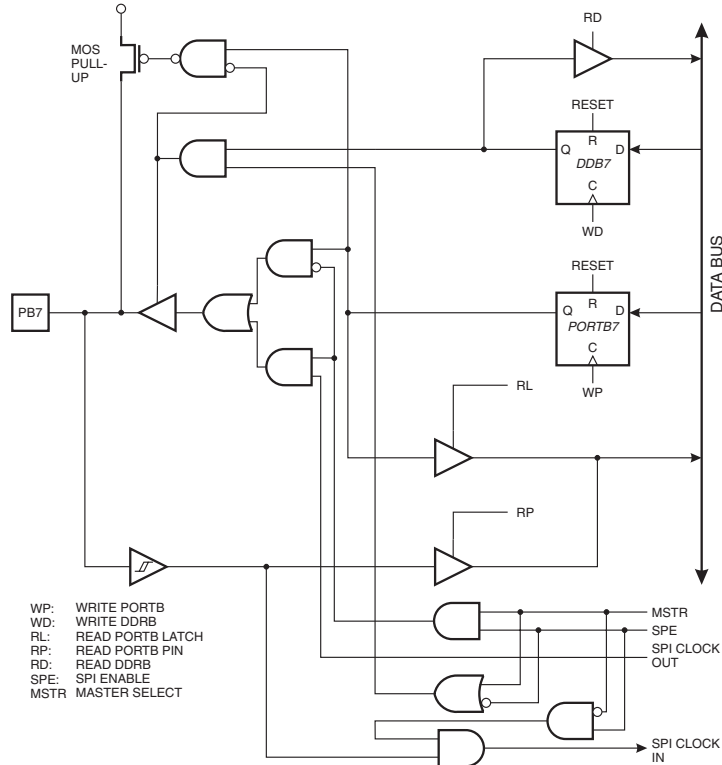 RD
MOS
PULL-
UP
RESET
R
Q
D
DDB7
C
WD
DATA BUS
RESET
R
Q
D
PORTB7
C
WP
PB7
RL
RP
WP: WRITE PORTB
WD: WRITE DDRB
RL: READ PORTB LATCH
RP: READ PORTB PIN
RD: READ DDRB
SPE: SPI ENABLE
MSTR MASTER SELECT
MSTR
SPE
SPI CLOCK
OUT
SPI CLOCK
IN